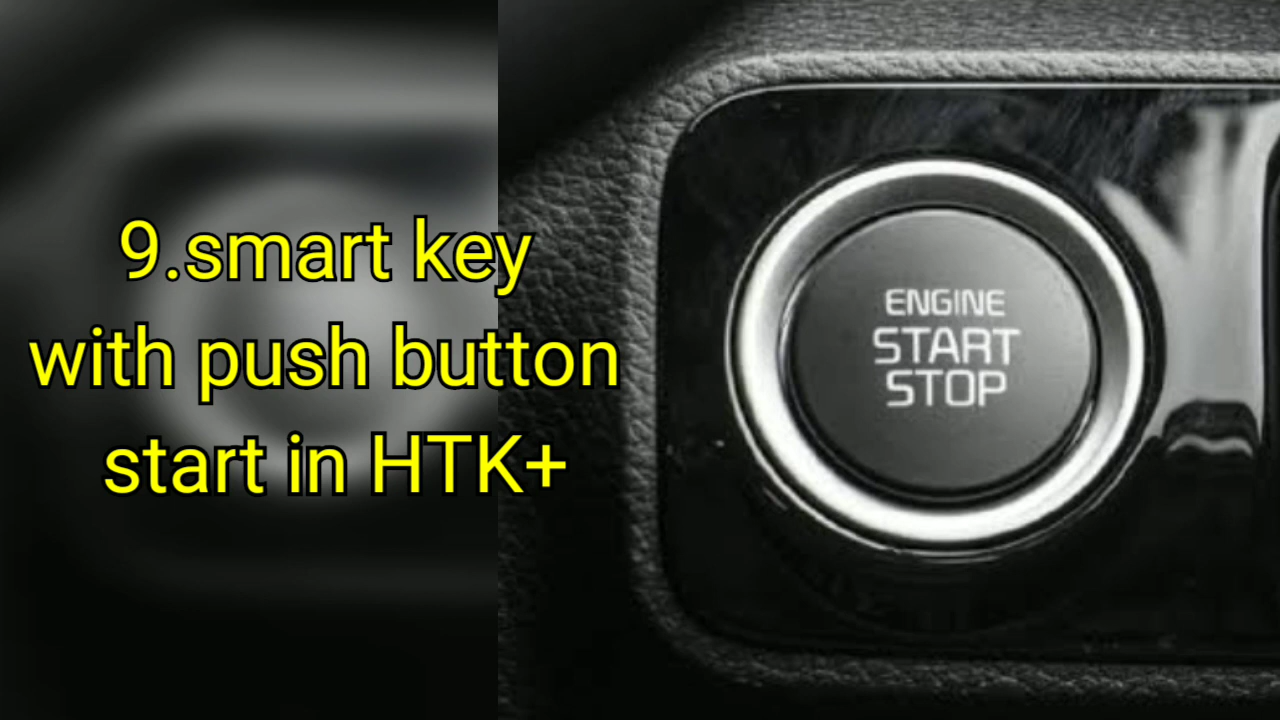 9.smart key
with push button
start in HTK+
ENGINE
START
STOP